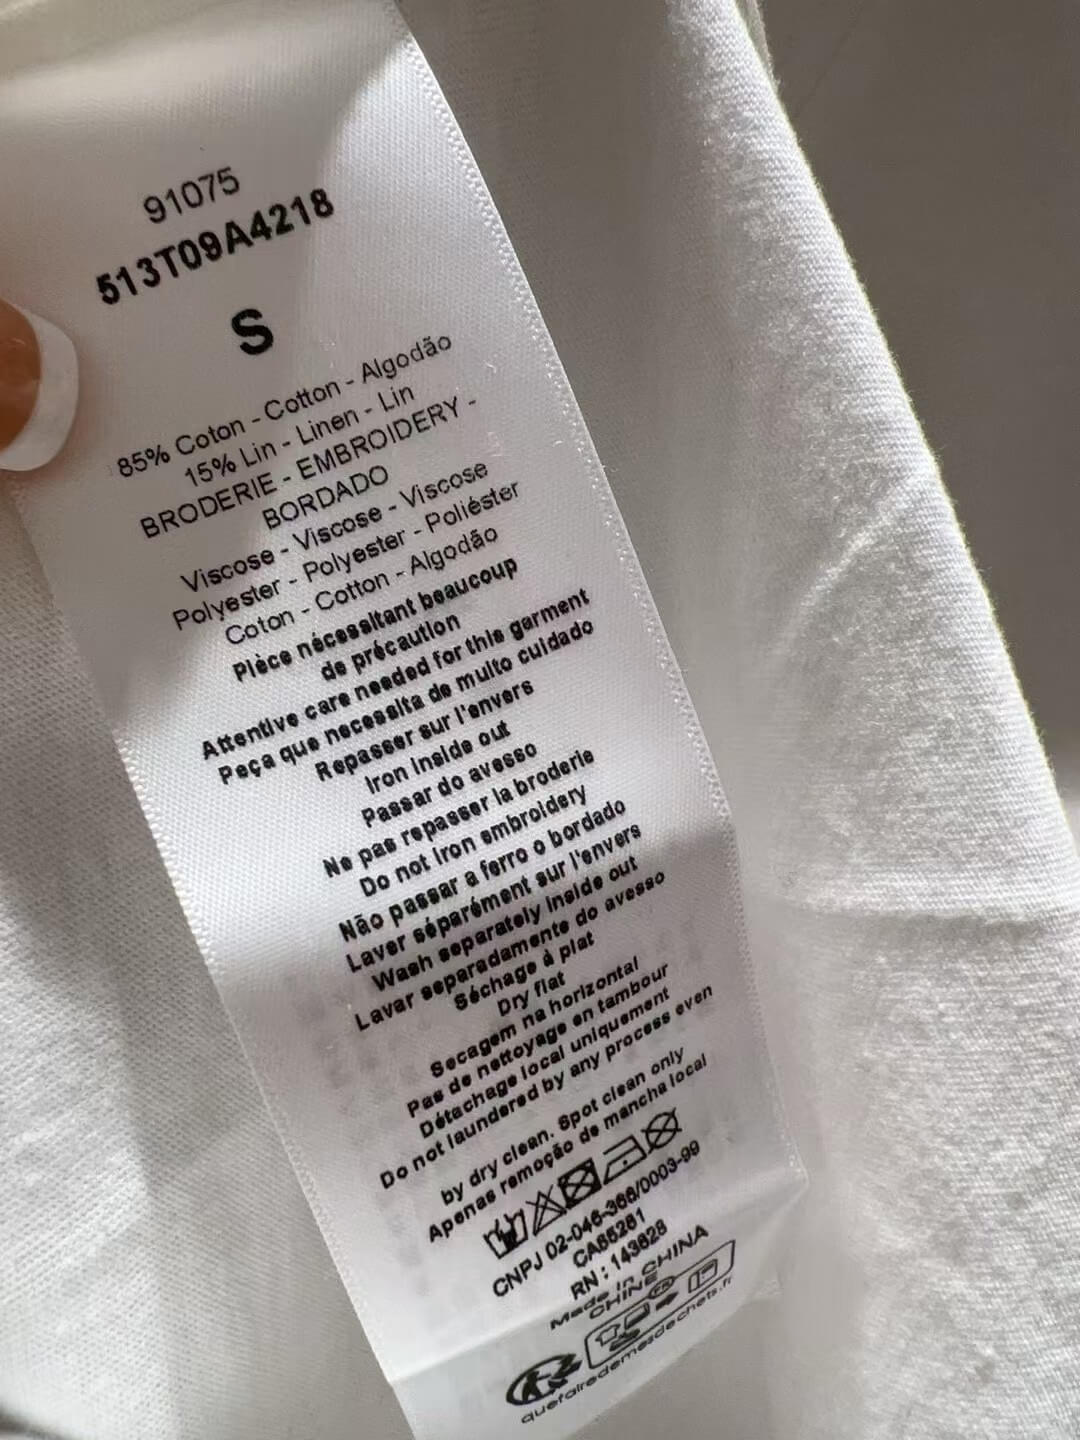 91075
513T09A4218
S
85% Coton - Cotton - Algodão
15% Lin - Linen - Lin
BRODERIE - EMBROIDERY -
BORDADO
Viscose - Viscose - Viscose
Polyester - Polyester - Poliéster
Coton - Cotton - Algodão
Pièce nécessitant beaucoup
de précaution
Attentive care needed for this garment
Peça que necessita de muito cuidado
Repasser sur l'envers
Iron inside out
Passar do avesso
Ne pas repasser la broderie
Do not iron embroidery
Não passar a ferro o bordado
Laver séparément sur l'envers
Wash separately inside out
Lavar separadamente do avesso
Séchage à plat
Dry flat
Secagem na horizontal
Pas de nettoyage en tambour
Détachage local uniquement
Do not laundered by any process even
by dry clean. Spot clean only
Apenas remoção de mancha local
CNPJ 02-046-366/0003-99
CA65261
RN : 143828
Made in CHINA
CHINE
FR
quefairedemesdechets.fr